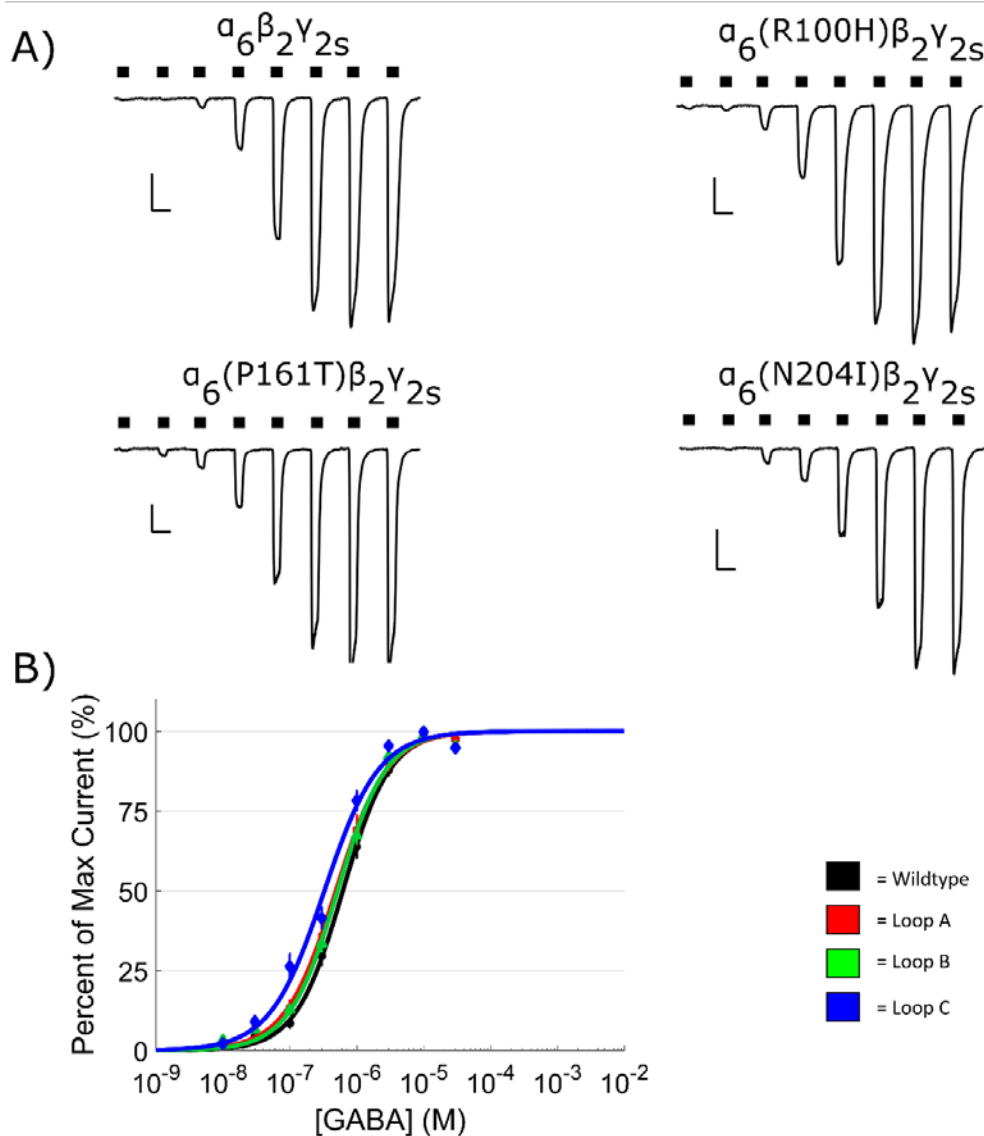 A)
α₆β₂γ₂ₛ
α₆(R100H)β₂γ₂ₛ
α₆(P161T)β₂γ₂ₛ
α₆(N204I)β₂γ₂ₛ
B)
Percent of Max Current (%)
100
75
50
25
0
10⁻⁹ 10⁻⁸ 10⁻⁷ 10⁻⁶ 10⁻⁵ 10⁻⁴ 10⁻³ 10⁻²
[GABA] (M)
= Wildtype
= Loop A
= Loop B
= Loop C